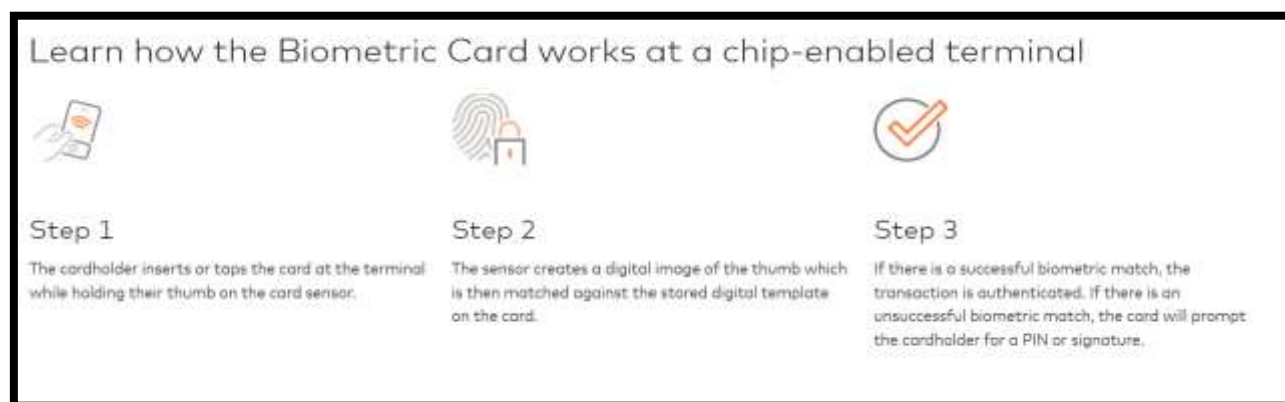 Learn how the Biometric Card works at a chip-enabled terminal
Step 1
The cardholder inserts or taps the card at the terminal
while holding their thumb on the card sensor.
Step 2
The sensor creates a digital image of the thumb which
is then matched against the stored digital template
on the card.
Step 3
If there is a successful biometric match, the
transaction is authenticated. If there is an
unsuccessful biometric match, the card will prompt
the cardholder for a PIN or signature.